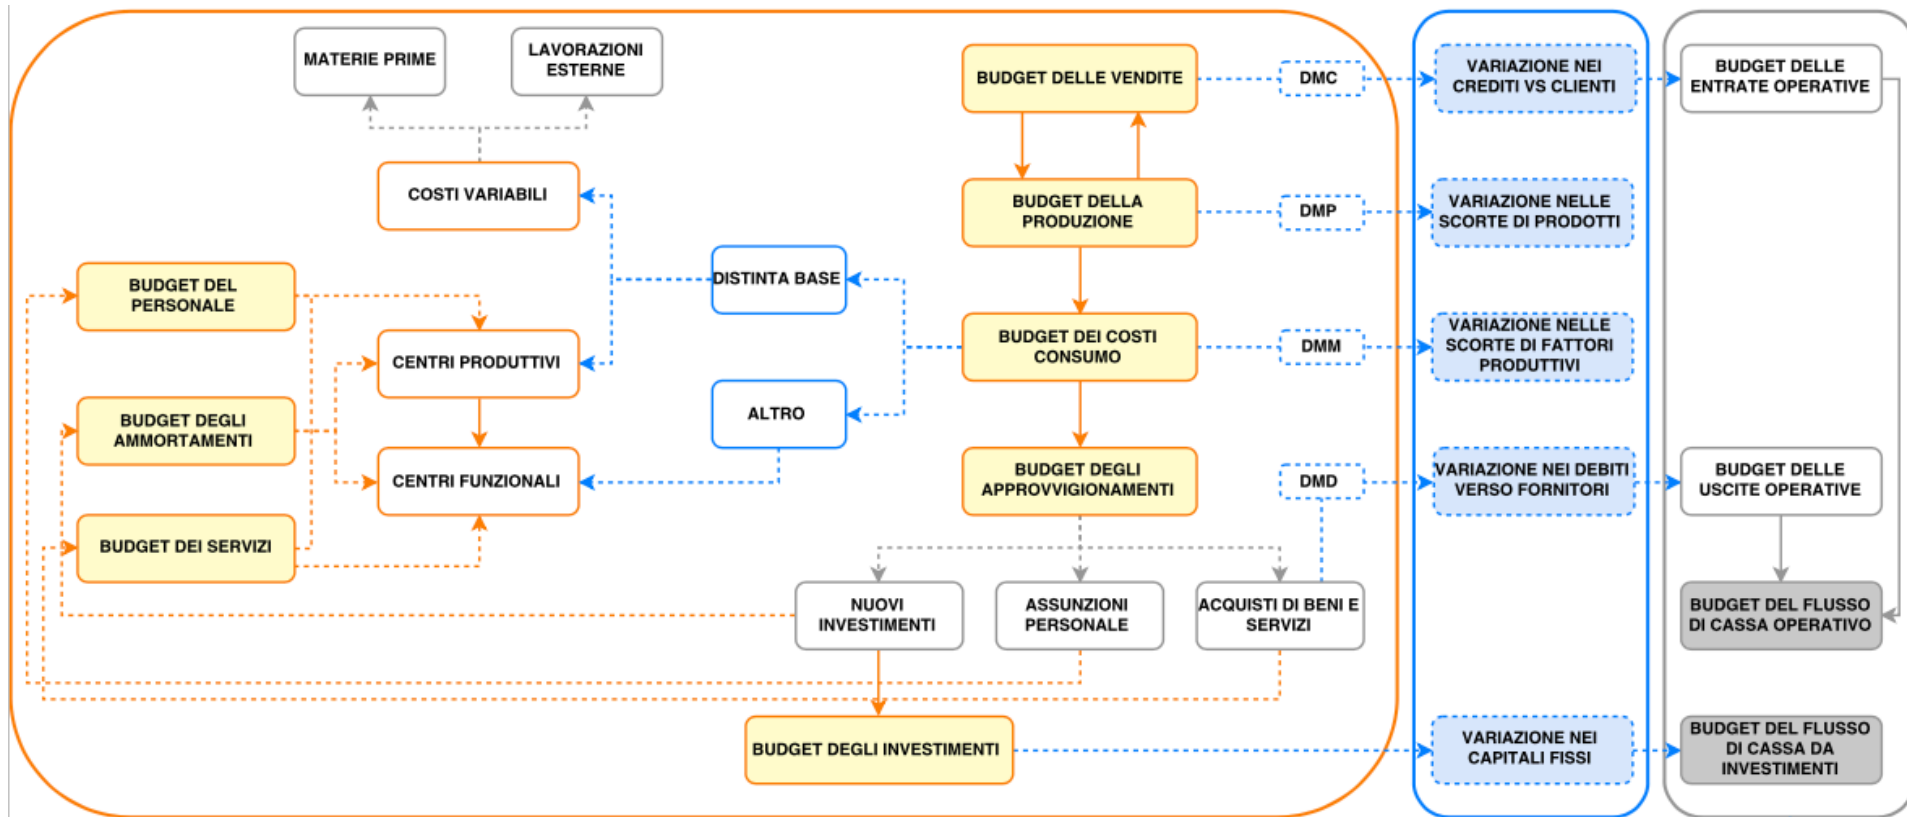 MATERIE PRIME
LAVORAZIONI
ESTERNE
BUDGET DELLE VENDITE
DMC
VARIAZIONE NEI
CREDITI VS CLIENTI
BUDGET DELLE
ENTRATE OPERATIVE
COSTI VARIABILI
BUDGET DELLA
PRODUZIONE
DMP
VARIAZIONE NELLE
SCORTE DI PRODOTTI
BUDGET DEL
PERSONALE
DISTINTA BASE
CENTRI PRODUTTIVI
BUDGET DEI COSTI
CONSUMO
DMM
VARIAZIONE NELLE
SCORTE DI FATTORI
PRODUTTIVI
BUDGET DEGLI
AMMORTAMENTI
ALTRO
CENTRI FUNZIONALI
BUDGET DEGLI
APPROVVIGIONAMENTI
DMD
VARIAZIONE NEI DEBITI
VERSO FORNITORI
BUDGET DELLE
USCITE OPERATIVE
BUDGET DEI SERVIZI
NUOVI
INVESTIMENTI
ASSUNZIONI
PERSONALE
ACQUISTI DI BENI E
SERVIZI
BUDGET DEL FLUSSO
DI CASSA OPERATIVO
BUDGET DEGLI INVESTIMENTI
VARIAZIONE NEI
CAPITALI FISSI
BUDGET DEL FLUSSO
DI CASSA DA
INVESTIMENTI